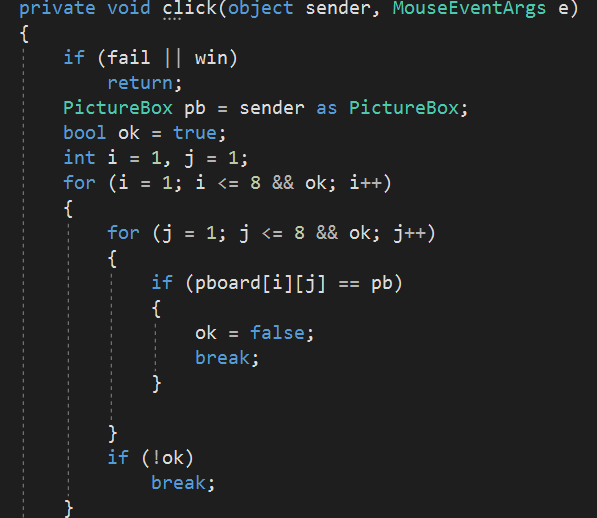 private void click(object sender, MouseEventArgs e)
{
    if (fail || win)
        return;
    PictureBox pb = sender as PictureBox;
    bool ok = true;
    int i = 1, j = 1;
    for (i = 1; i <= 8 && ok; i++)
    {
        for (j = 1; j <= 8 && ok; j++)
        {
            if (pboard[i][j] == pb)
            {
                ok = false;
                break;
            }
        }
        if (!ok)
            break;
    }